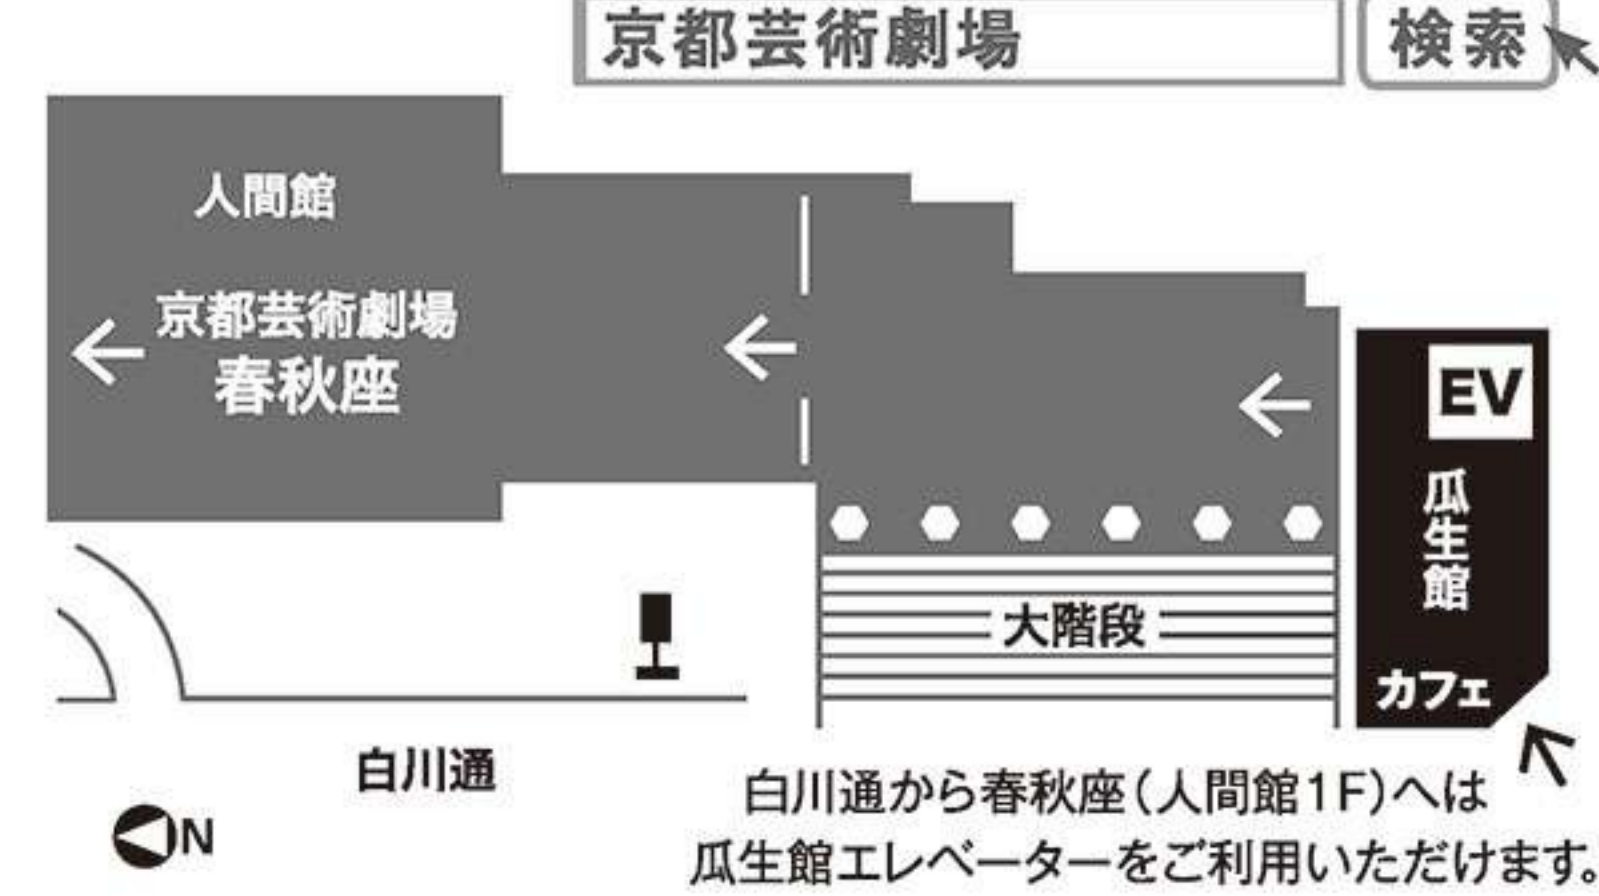 京都芸術劇場 検索
人間館
京都芸術劇場
春秋座
EV
瓜生館
大階段
カフェ
白川通
N
白川通から春秋座(人間館1F)へは
瓜生館エレベーターをご利用いただけます。